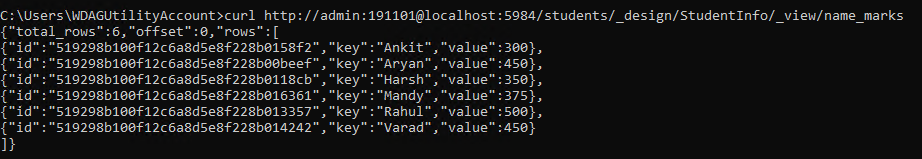 C:\Users\WDAGUtilityAccount>curl http://admin:191101@localhost:5984/students/_design/StudentInfo/_view/name_marks
{"total_rows":6,"offset":0,"rows":[
{"id":"519298b100f12c6a8d5e8f228b0158f2","key":"Ankit","value":300},
{"id":"519298b100f12c6a8d5e8f228b00beef","key":"Aryan","value":450},
{"id":"519298b100f12c6a8d5e8f228b0118cb","key":"Harsh","value":350},
{"id":"519298b100f12c6a8d5e8f228b016361","key":"Mandy","value":375},
{"id":"519298b100f12c6a8d5e8f228b013357","key":"Rahul","value":500},
{"id":"519298b100f12c6a8d5e8f228b014242","key":"Varad","value":450}
]}